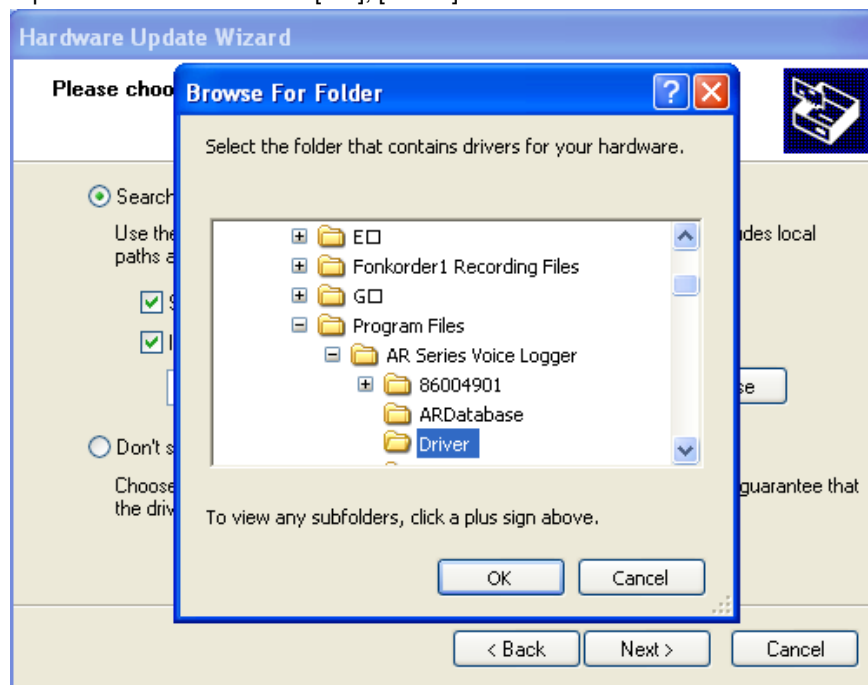 Hardware Update Wizard
Please choo
Browse For Folder
Select the folder that contains drivers for your hardware.
Search
Use the
udes local
paths a
E□
Fonkorder1 Recording Files
G□
Program Files
AR Series Voice Logger
86004901
ARDatabase
Driver
se
Don't s
Choose
guarantee that
the driv
To view any subfolders, click a plus sign above.
OK
Cancel
< Back
Next >
Cancel